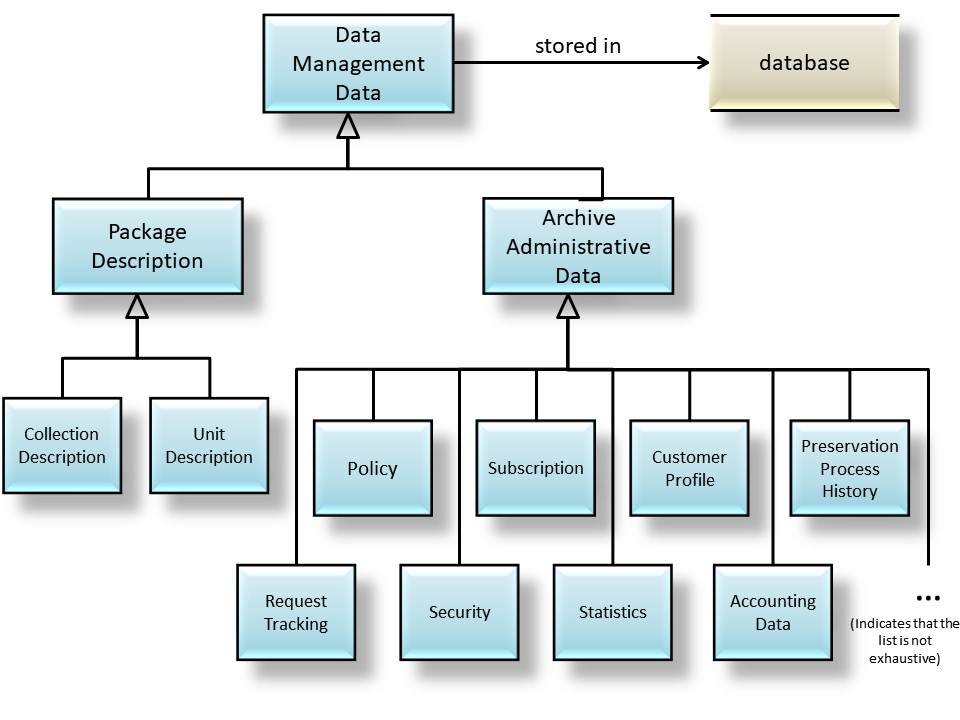 Data
Management
Data
stored in
database
Package
Description
Archive
Administrative
Data
Collection
Description
Unit
Description
Policy
Subscription
Customer
Profile
Preservation
Process
History
Request
Tracking
Security
Statistics
Accounting
Data
...
(Indicates that the
list is not
exhaustive)